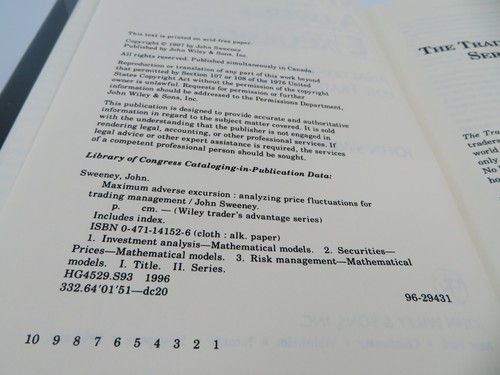 This text is printed on acid-free paper
Copyright © 1997 by John Sweeney
Published by John Wiley & Sons, Inc.
All rights reserved. Published simultaneously in Canada.
Reproduction or translation of any part of this work beyond
that permitted by Section 107 or 108 of the 1976 United
States Copyright Act without the permission of the copyright
owner is unlawful. Requests for permission or further
information should be addressed to the Permissions Department,
John Wiley & Sons, Inc.
This publication is designed to provide accurate and authoritative
information in regard to the subject matter covered. It is sold
with the understanding that the publisher is not engaged in
rendering legal, accounting, or other professional services. If
legal advice or other expert assistance is required, the services
of a competent professional person should be sought.
Library of Congress Cataloging-in-Publication Data:
Sweeney, John.
Maximum adverse excursion : analyzing price fluctuations for
trading management / John Sweeney.
p. cm. — (Wiley trader's advantage series)
Includes index.
ISBN 0-471-14152-6 (cloth : alk. paper)
1. Investment analysis—Mathematical models. 2. Securities—
Prices—Mathematical models. 3. Risk management—Mathematical
models. I. Title. II. Series.
HG4529.S93 1996
332.64'01'51—dc20
96-29431
10 9 8 7 6 5 4 3 2 1
THE TRAD
SER
The Tra
traders
world
only
No
ho